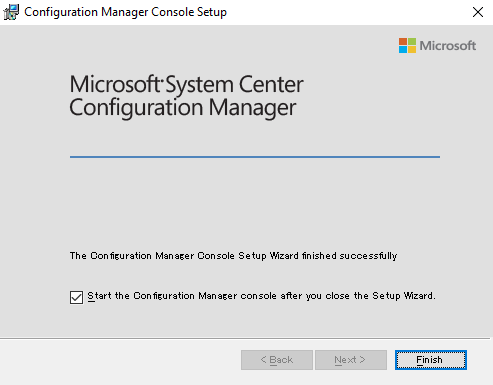 Configuration Manager Console Setup
Microsoft
Microsoft® System Center
Configuration Manager
The Configuration Manager Console Setup Wizard finished successfully
Start the Configuration Manager console after you close the Setup Wizard.
< Back
Next >
Finish